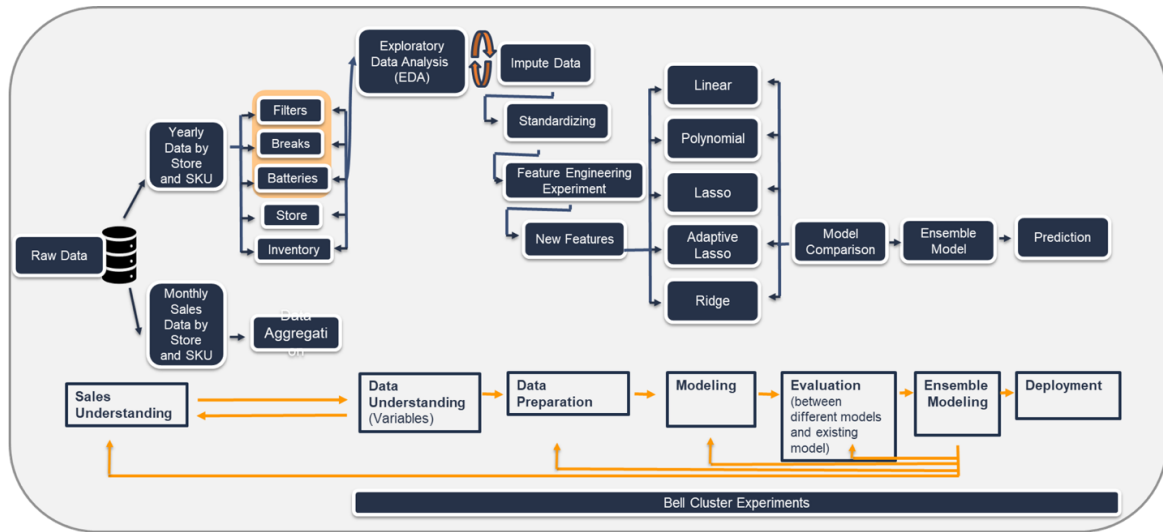 Raw Data
Yearly
Data by
Store
and SKU
Monthly
Sales
Data by
Store
and SKU
Filters
Breaks
Batteries
Store
Inventory
Data
Aggregati
on
Exploratory
Data Analysis
(EDA)
Impute Data
Standardizing
Feature Engineering
Experiment
New Features
Linear
Polynomial
Lasso
Adaptive
Lasso
Ridge
Model
Comparison
Ensemble
Model
Prediction
Sales
Understanding
Data
Understanding
(Variables)
Data
Preparation
Modeling
Evaluation
(between
different models
and existing
model)
Ensemble
Modeling
Deployment
Bell Cluster Experiments